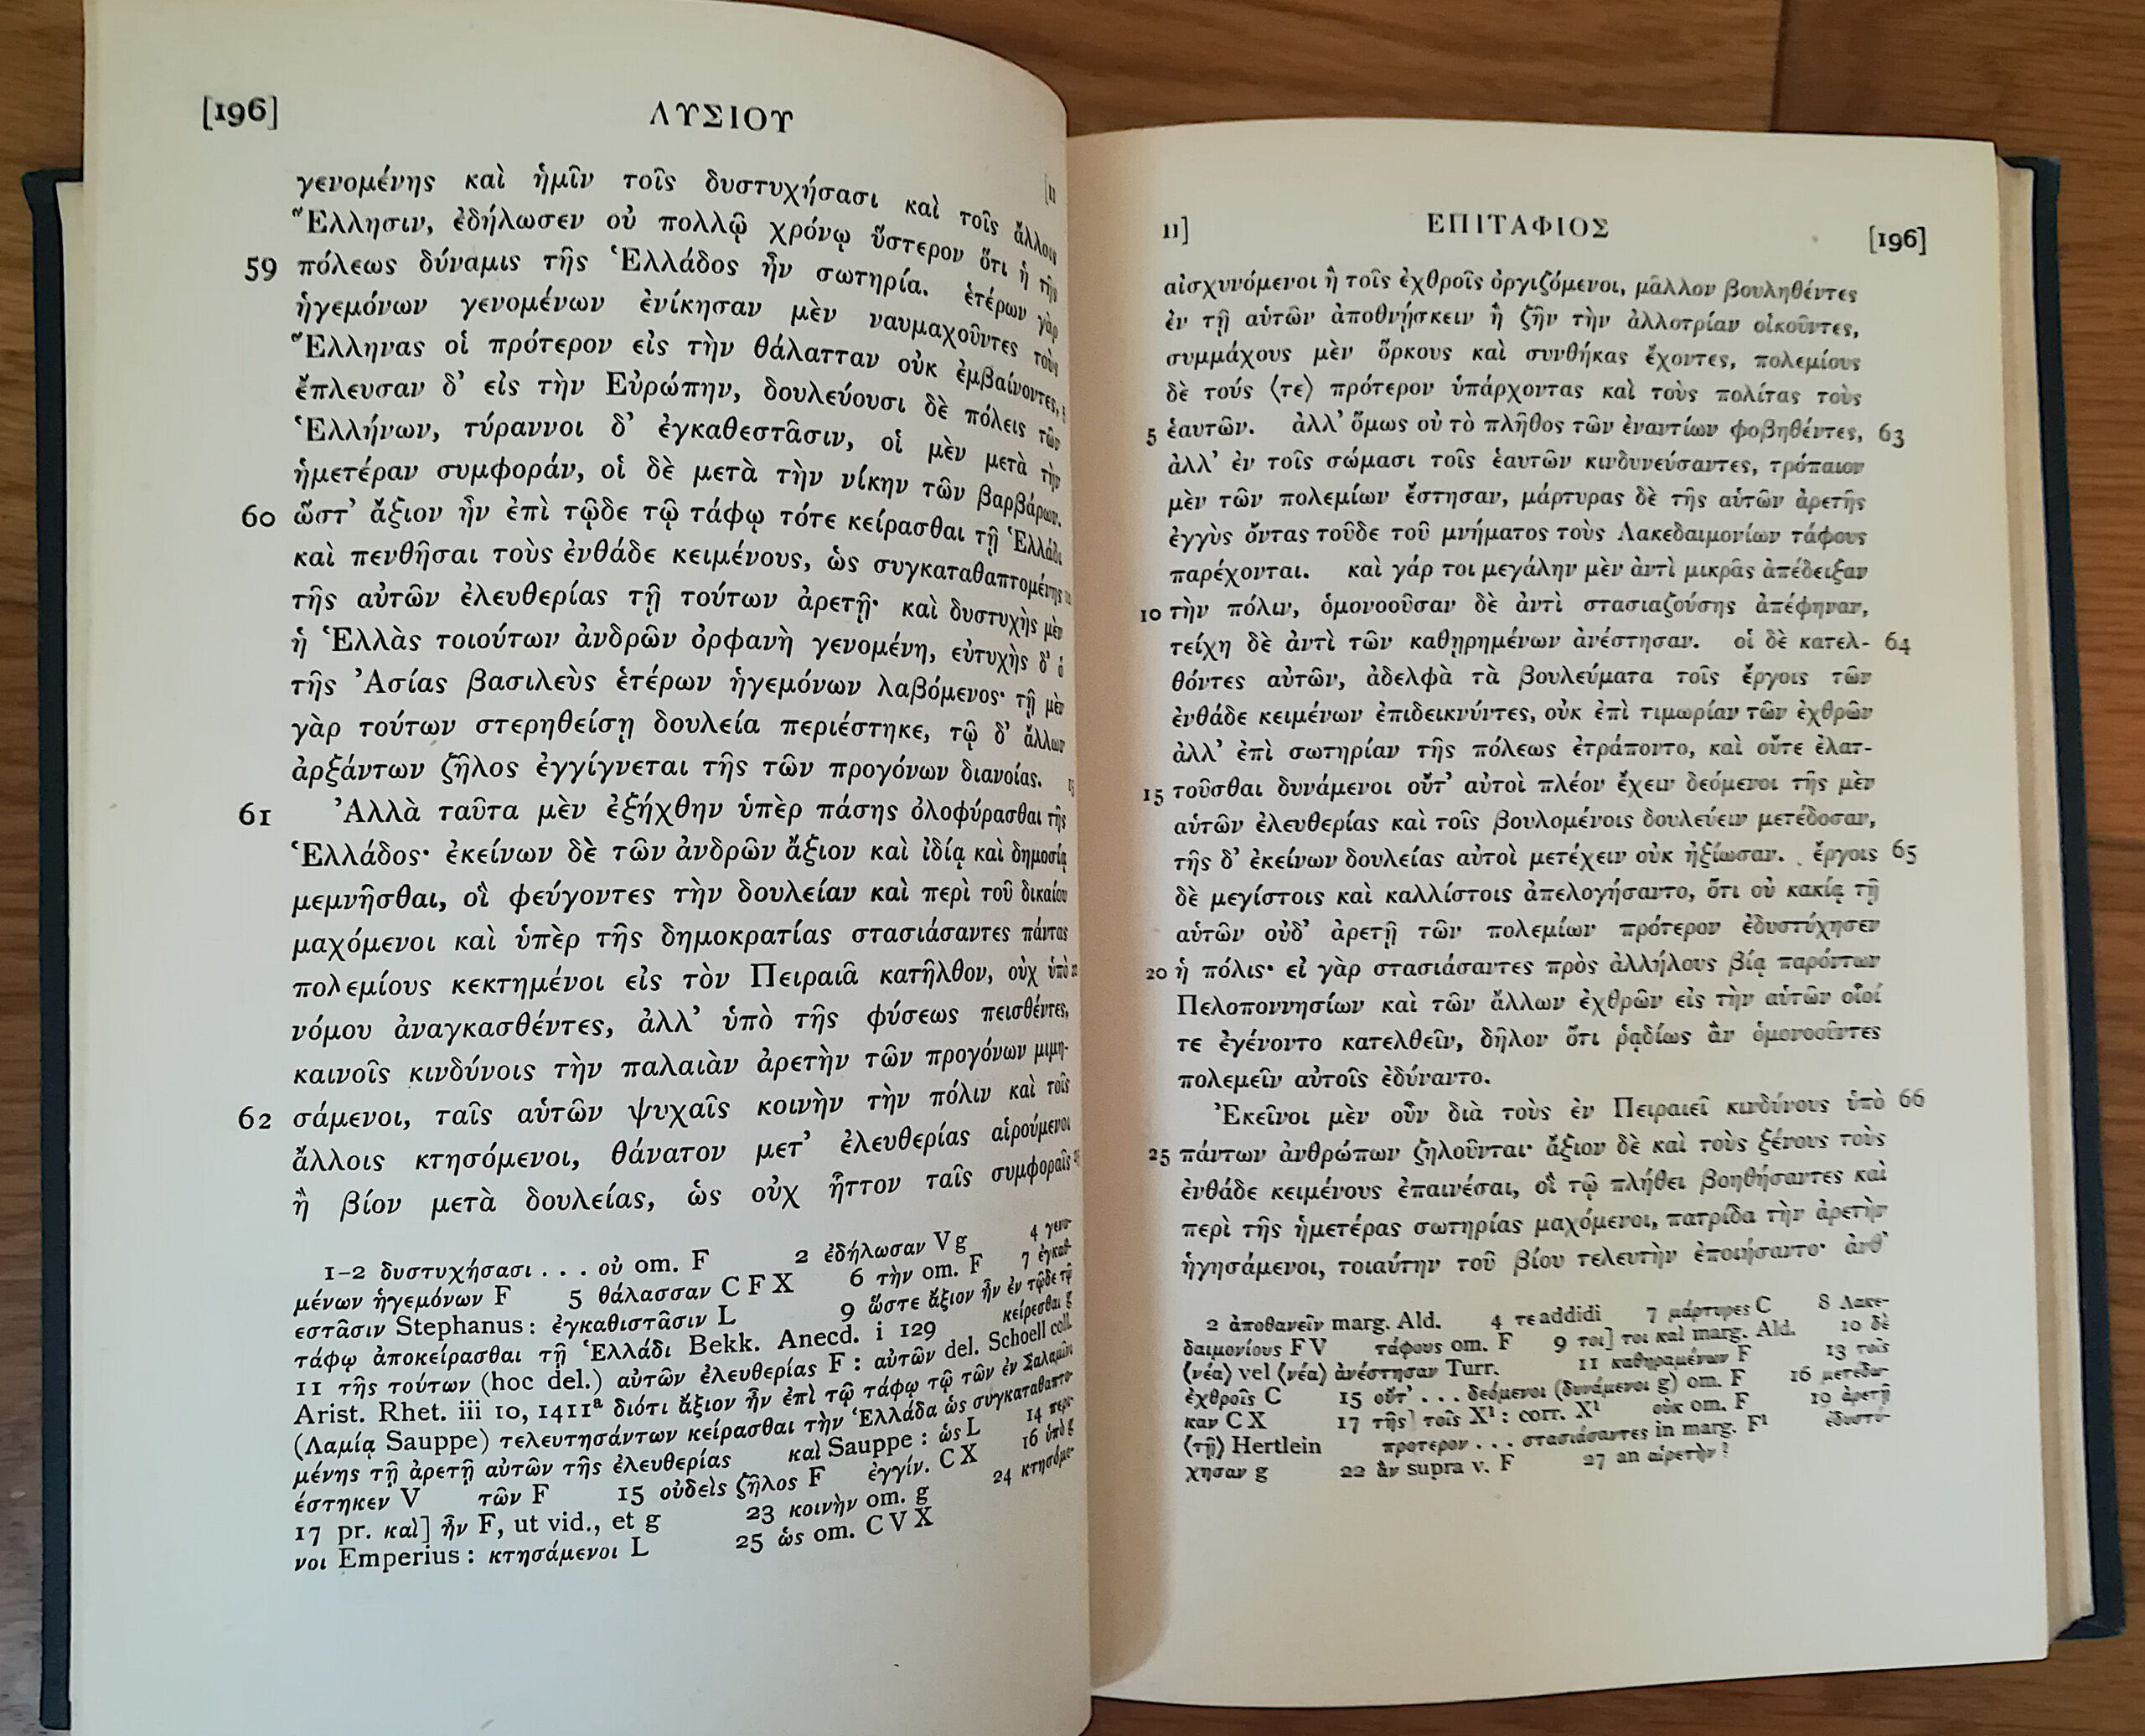 [196] ΛΥΣΙΟΥ [11
γενομένης καὶ ἡμῖν τοῖς δυστυχήσασι καὶ τοῖς ἄλλοις
Ἕλλησιν, ἐδήλωσεν οὐ πολλῷ χρόνῳ ὕστερον ὅτι ἡ τῆς
59 πόλεως δύναμις τῆς Ἑλλάδος ἦν σωτηρία. ἑτέρων γὰρ
ἡγεμόνων γενομένων ἐνίκησαν μὲν ναυμαχοῦντες τοὺς
Ἕλληνας οἱ πρότερον εἰς τὴν θάλατταν οὐκ ἐμβαίνοντες, 5
ἔπλευσαν δ' εἰς τὴν Εὐρώπην, δουλεύουσι δὲ πόλεις τῶν
Ἑλλήνων, τύραννοι δ' ἐγκαθεστᾶσιν, οἱ μὲν μετὰ τὴν
ἡμετέραν συμφοράν, οἱ δὲ μετὰ τὴν νίκην τῶν βαρβάρων.
60 ὥστ' ἄξιον ἦν ἐπὶ τῷδε τῷ τάφῳ τότε κείρασθαι τῇ Ἑλλάδι
καὶ πενθῆσαι τοὺς ἐνθάδε κειμένους, ὡς συγκαταθαπτομένης 10
τῆς αὑτῶν ἐλευθερίας τῇ τούτων ἀρετῇ· καὶ δυστυχὴς μὲν
ἡ Ἑλλὰς τοιούτων ἀνδρῶν ὀρφανὴ γενομένη, εὐτυχὴς δ' ὁ
τῆς Ἀσίας βασιλεὺς ἑτέρων ἡγεμόνων λαβόμενος· τῇ μὲν
γὰρ τούτων στερηθείσῃ δουλεία περιέστηκε, τῷ δ' ἄλλων
ἀρξάντων ζῆλος ἐγγίγνεται τῆς τῶν προγόνων διανοίας. 15
61 Ἀλλὰ ταῦτα μὲν ἐξήχθην ὑπὲρ πάσης ὀλοφύρασθαι τῆς
Ἑλλάδος· ἐκείνων δὲ τῶν ἀνδρῶν ἄξιον καὶ ἰδίᾳ καὶ δημοσίᾳ
μεμνῆσθαι, οἳ φεύγοντες τὴν δουλείαν καὶ περὶ τοῦ δικαίου
μαχόμενοι καὶ ὑπὲρ τῆς δημοκρατίας στασιάσαντες πάντας
πολεμίους κεκτημένοι εἰς τὸν Πειραιᾶ κατῆλθον, οὐχ ὑπὸ 20
νόμου ἀναγκασθέντες, ἀλλ' ὑπὸ τῆς φύσεως πεισθέντες,
καινοῖς κινδύνοις τὴν παλαιὰν ἀρετὴν τῶν προγόνων μιμη-
62 σάμενοι, ταῖς αὑτῶν ψυχαῖς κοινὴν τὴν πόλιν καὶ τοῖς
ἄλλοις κτησόμενοι, θάνατον μετ' ἐλευθερίας αἱρούμενοι
ἢ βίον μετὰ δουλείας, ὡς οὐχ ἧττον ταῖς συμφοραῖς 25
1-2 δυστυχήσασι . . . οὐ om. F 2 ἐδήλωσαν V g 4 γενο-
μένων ἡγεμόνων F 5 θάλασσαν C F X 6 τὴν om. F 7 ἐγκαθ-
εστᾶσιν Stephanus : ἐγκαθιστᾶσιν L 9 ὥστε ἄξιον ἦν ἐν τῷδε τῷ
τάφῳ ἀποκείρασθαι τῇ Ἑλλάδι Bekk. Anecd. i 129 κείρεσθαι g
11 τῆς τούτων (hoc del.) αὐτῶν ἐλευθερίας F : αὐτῶν del. Schoell coll.
Arist. Rhet. iii 10, 1411ª διότι ἄξιον ἦν ἐπὶ τῷ τάφῳ τῷ τῶν ἐν Σαλαμῖνι
(Λαμίᾳ Sauppe) τελευτησάντων κείρασθαι τὴν Ἑλλάδα ὡς συγκαταθαπτο-
μένης τῇ ἀρετῇ αὐτῶν τῆς ἐλευθερίας καὶ Sauppe : ὡς L 14 περι-
έστηκεν V τῶν F 15 οὐδεὶς ζῆλος F ἐγγίν. C X 16 ὑπὸ g
17 pr. καὶ] ἦν F, ut vid., et g 23 κοινὴν om. g 24 κτησόμε-
νοι Emperius : κτησάμενοι L 25 ὡς om. C V X
11] ΕΠΙΤΑΦΙΟΣ [196]
αἰσχυνόμενοι ἢ τοῖς ἐχθροῖς ὀργιζόμενοι, μᾶλλον βουληθέντες
ἐν τῇ αὑτῶν ἀποθνῄσκειν ἢ ζῆν τὴν ἀλλοτρίαν οἰκοῦντες,
συμμάχους μὲν ὅρκους καὶ συνθήκας ἔχοντες, πολεμίους
δὲ τούς ⟨τε⟩ πρότερον ὑπάρχοντας καὶ τοὺς πολίτας τοὺς
5 ἑαυτῶν. ἀλλ' ὅμως οὐ τὸ πλῆθος τῶν ἐναντίων φοβηθέντες, 63
ἀλλ' ἐν τοῖς σώμασι τοῖς ἑαυτῶν κινδυνεύσαντες, τρόπαιον
μὲν τῶν πολεμίων ἔστησαν, μάρτυρας δὲ τῆς αὑτῶν ἀρετῆς
ἐγγὺς ὄντας τοῦδε τοῦ μνήματος τοὺς Λακεδαιμονίων τάφους
παρέχονται. καὶ γάρ τοι μεγάλην μὲν ἀντὶ μικρᾶς ἀπέδειξαν
10 τὴν πόλιν, ὁμονοοῦσαν δὲ ἀντὶ στασιαζούσης ἀπέφηναν,
τείχη δὲ ἀντὶ τῶν καθῃρημένων ἀνέστησαν. οἱ δὲ κατελ- 64
θόντες αὐτῶν, ἀδελφὰ τὰ βουλεύματα τοῖς ἔργοις τῶν
ἐνθάδε κειμένων ἐπιδεικνύντες, οὐκ ἐπὶ τιμωρίαν τῶν ἐχθρῶν
ἀλλ' ἐπὶ σωτηρίαν τῆς πόλεως ἐτράποντο, καὶ οὔτε ἐλατ-
15 τοῦσθαι δυνάμενοι οὔτ' αὐτοὶ πλέον ἔχειν δεόμενοι τῆς μὲν
αὑτῶν ἐλευθερίας καὶ τοῖς βουλομένοις δουλεύειν μετέδοσαν,
τῆς δ' ἐκείνων δουλείας αὐτοὶ μετέχειν οὐκ ἠξίωσαν. ἔργοις 65
δὲ μεγίστοις καὶ καλλίστοις ἀπελογήσαντο, ὅτι οὐ κακίᾳ τῇ
αὑτῶν οὐδ' ἀρετῇ τῶν πολεμίων πρότερον ἐδυστύχησεν
20 ἡ πόλις· εἰ γὰρ στασιάσαντες πρὸς ἀλλήλους βίᾳ παρόντων
Πελοποννησίων καὶ τῶν ἄλλων ἐχθρῶν εἰς τὴν αὑτῶν οἷοί
τε ἐγένοντο κατελθεῖν, δῆλον ὅτι ῥᾳδίως ἂν ὁμονοοῦντες
πολεμεῖν αὐτοῖς ἐδύναντο.
Ἐκεῖνοι μὲν οὖν διὰ τοὺς ἐν Πειραιεῖ κινδύνους ὑπὸ 66
25 πάντων ἀνθρώπων ζηλοῦνται· ἄξιον δὲ καὶ τοὺς ξένους τοὺς
ἐνθάδε κειμένους ἐπαινέσαι, οἳ τῷ πλήθει βοηθήσαντες καὶ
περὶ τῆς ἡμετέρας σωτηρίας μαχόμενοι, πατρίδα τὴν ἀρετὴν
ἡγησάμενοι, τοιαύτην τοῦ βίου τελευτὴν ἐποιήσαντο· ἀνθ'
2 ἀποθανεῖν marg. Ald. 4 τε addidi 7 μάρτυρες C 8 Λακε-
δαιμονίους F V τάφους om. F 9 τοι] τοι καὶ marg. Ald. 10 δὲ
⟨νέα⟩ vel ⟨νέα⟩ ἀνέστησαν Turr. 11 καθηραμένων F 13 τοῖς
ἐχθροῖς C 15 οὔτ' . . . δεόμενοι (δυνάμενοι g) om. F 16 μετέδω-
καν C X 17 τῆς] τοῖς X¹ : corr. X¹ οὐκ om. F 19 ἀρετῇ
⟨τῇ⟩ Hertlein πρότερον . . . στασιάσαντες in marg. F¹ ἐδυστύ-
χησαν g 22 ἂν supra v. F 27 an αἱρετὴν ?